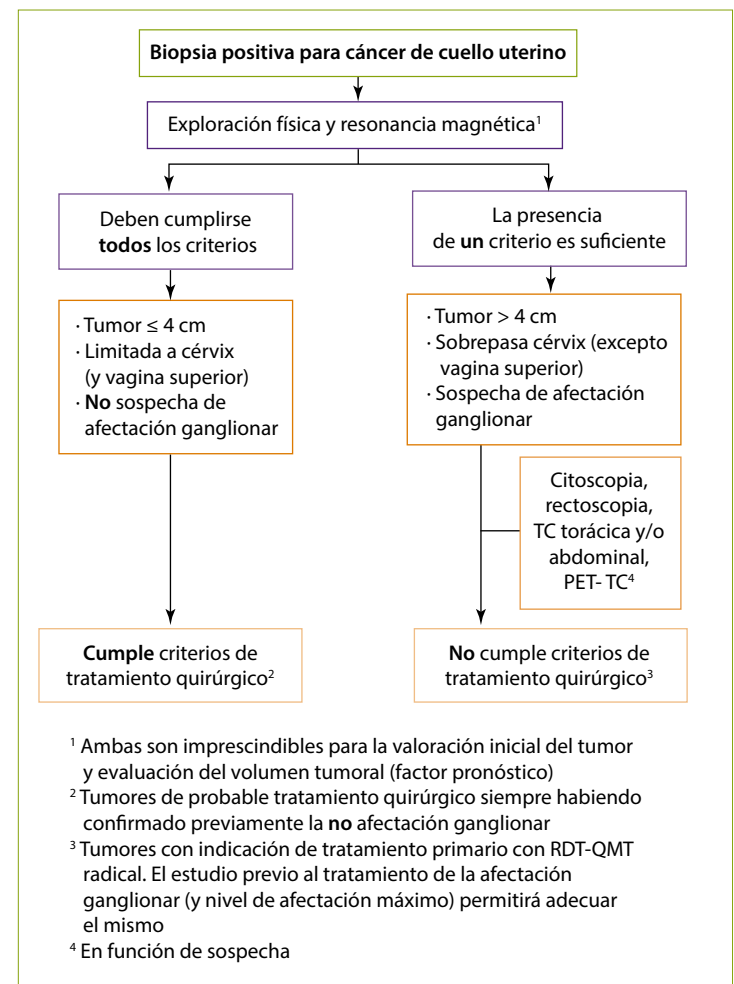 Biopsia positiva para cáncer de cuello uterino
Exploración física y resonancia magnética¹
Deben cumplirse
todos los criterios
La presencia
de un criterio es suficiente
· Tumor ≤ 4 cm
· Limitada a cérvix
(y vagina superior)
· No sospecha de
afectación ganglionar
· Tumor > 4 cm
· Sobrepasa cérvix (excepto
vagina superior)
· Sospecha de afectación
ganglionar
Citoscopia,
rectoscopia,
TC torácica y/o
abdominal,
PET- TC⁴
Cumple criterios de
tratamiento quirúrgico²
No cumple criterios de
tratamiento quirúrgico³
¹ Ambas son imprescindibles para la valoración inicial del tumor
y evaluación del volumen tumoral (factor pronóstico)
² Tumores de probable tratamiento quirúrgico siempre habiendo
confirmado previamente la no afectación ganglionar
³ Tumores con indicación de tratamiento primario con RDT-QMT
radical. El estudio previo al tratamiento de la afectación
ganglionar (y nivel de afectación máximo) permitirá adecuar
el mismo
⁴ En función de sospecha